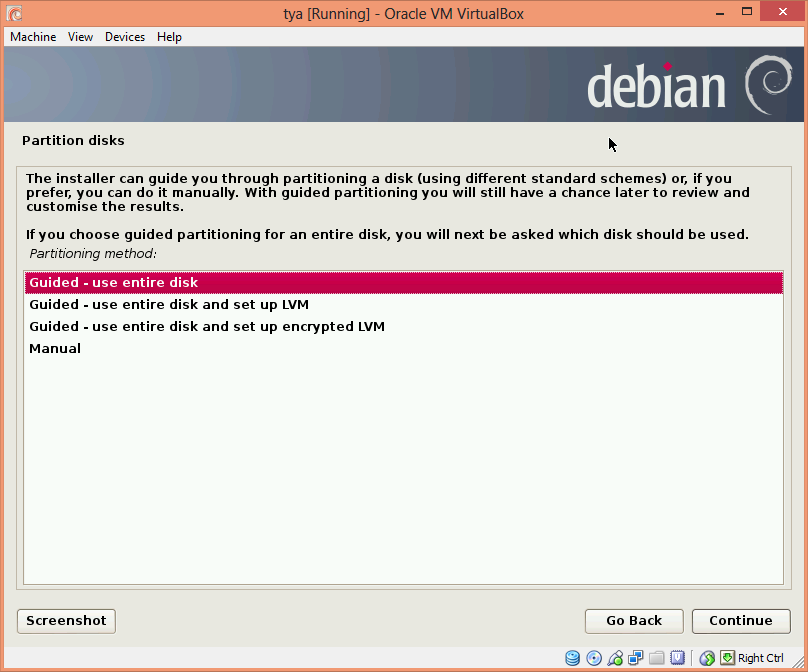 tya [Running] - Oracle VM VirtualBox
Machine View Devices Help
debian
Partition disks
The installer can guide you through partitioning a disk (using different standard schemes) or, if you
prefer, you can do it manually. With guided partitioning you will still have a chance later to review and
customise the results.
If you choose guided partitioning for an entire disk, you will next be asked which disk should be used.
Partitioning method:
Guided - use entire disk
Guided - use entire disk and set up LVM
Guided - use entire disk and set up encrypted LVM
Manual
Screenshot Go Back Continue
Right Ctrl